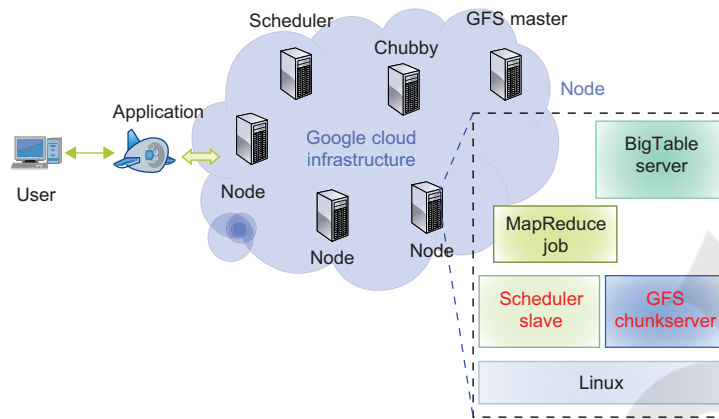 Scheduler
GFS master
Chubby
Node
Application
Google cloud
infrastructure
BigTable
server
User
Node
Node
Node
MapReduce
job
Scheduler
slave
GFS
chunkserver
Linux